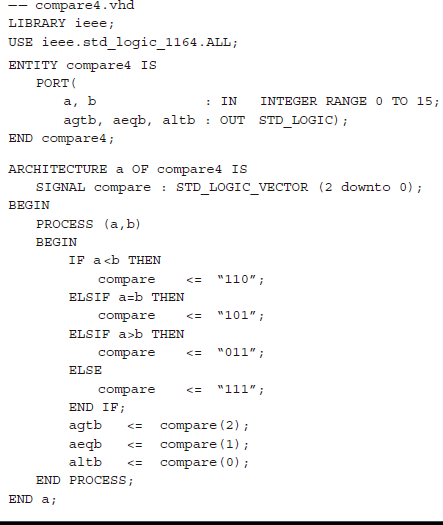 -- compare4.vhd
LIBRARY ieee;
USE ieee.std_logic_1164.ALL;
ENTITY compare4 IS
PORT(
a, b : IN INTEGER RANGE 0 TO 15;
agtb, aeqb, altb : OUT STD_LOGIC);
END compare4;
ARCHITECTURE a OF compare4 IS
SIGNAL compare : STD_LOGIC_VECTOR (2 downto 0);
BEGIN
PROCESS (a,b)
BEGIN
IF a<b THEN
compare <= “110”;
ELSIF a=b THEN
compare <= “101”;
ELSIF a>b THEN
compare <= “011”;
ELSE
compare <= “111”;
END IF;
agtb <= compare(2);
aeqb <= compare(1);
altb <= compare(0);
END PROCESS;
END a;